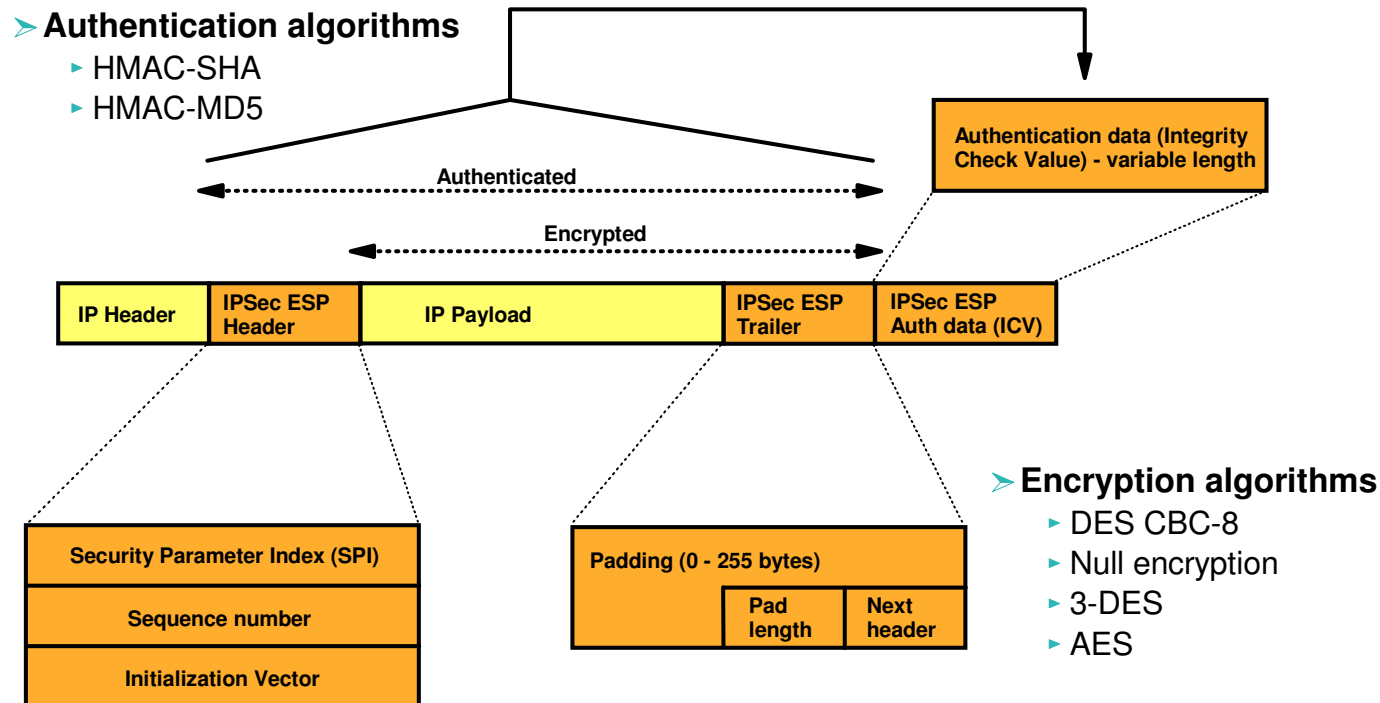 Authentication algorithms
HMAC-SHA
HMAC-MD5
Authentication data (Integrity
Check Value) - variable length
Authenticated
Encrypted
IP Header
IPSec ESP
Header
IP Payload
IPSec ESP
Trailer
IPSec ESP
Auth data (ICV)
Security Parameter Index (SPI)
Sequence number
Initialization Vector
Padding (0 - 255 bytes)
Pad
length
Next
header
Encryption algorithms
DES CBC-8
Null encryption
3-DES
AES